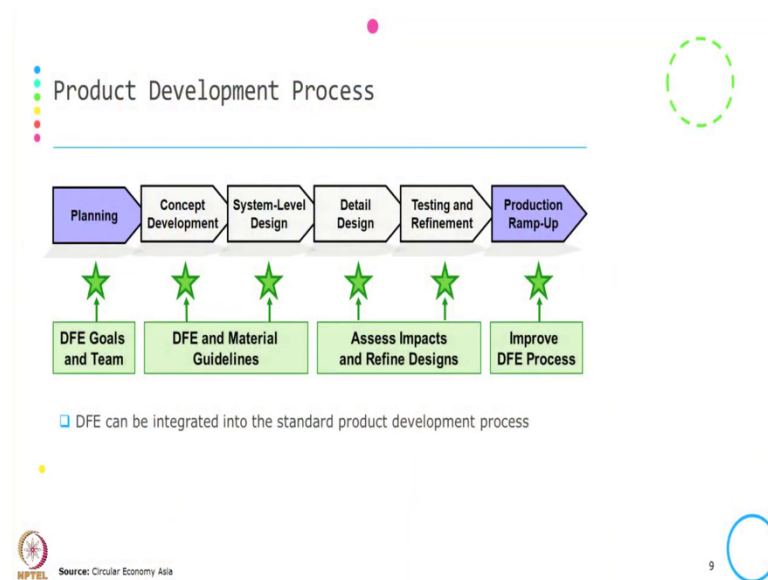 Product Development Process
Planning
Concept
Development
System-Level
Design
Detail
Design
Testing and
Refinement
Production
Ramp-Up
DFE Goals
and Team
DFE and Material
Guidelines
Assess Impacts
and Refine Designs
Improve
DFE Process
DFE can be integrated into the standard product development process
NPTEL
Source: Circular Economy Asia
9